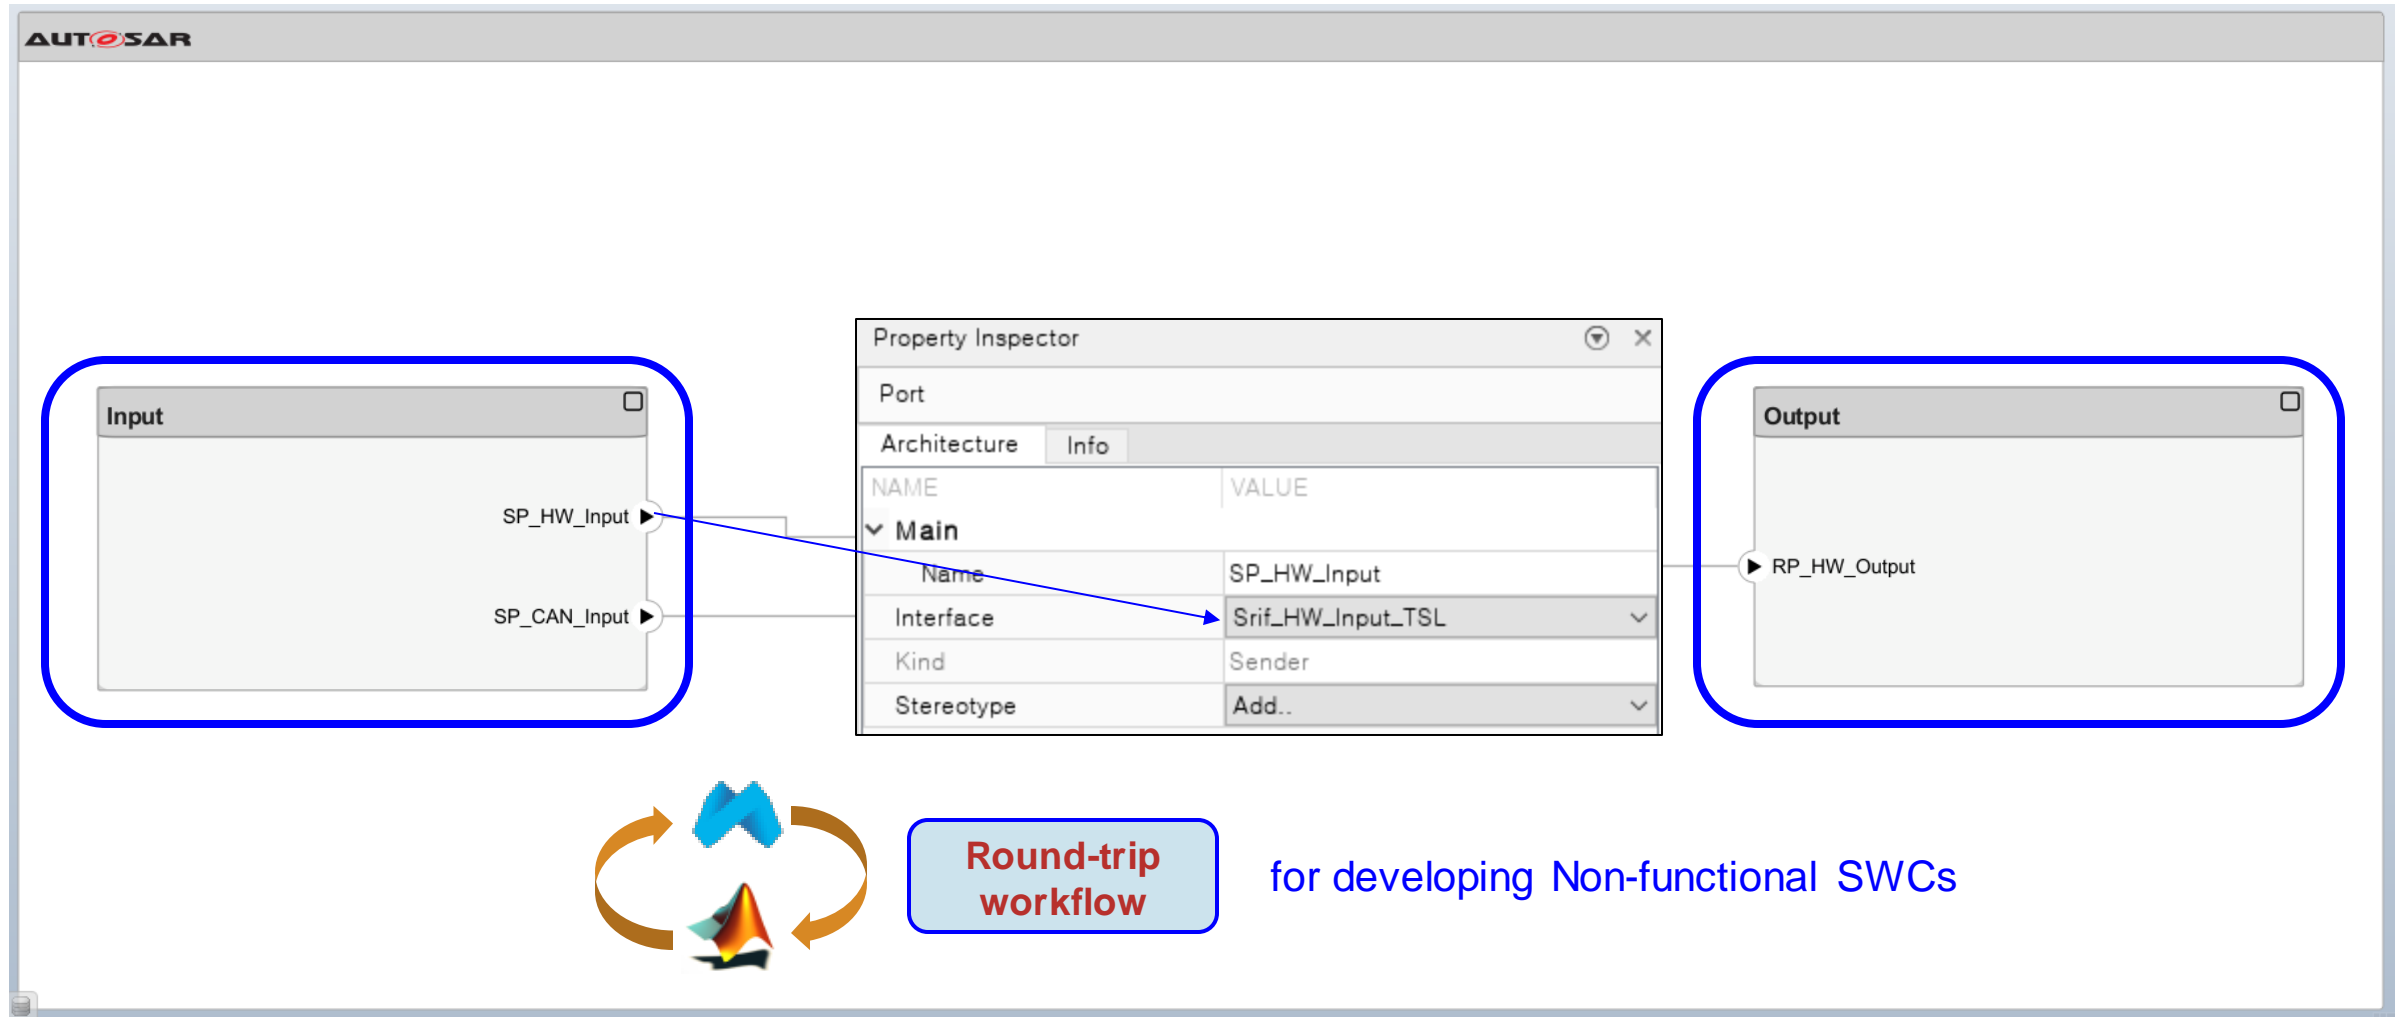 AUTOSAR
Input
SP_HW_Input
SP_CAN_Input
Property Inspector
Port
Architecture Info
NAME VALUE
Main
Name SP_HW_Input
Interface Srif_HW_Input_TSL
Kind Sender
Stereotype Add..
Output
RP_HW_Output
Round-trip
workflow
for developing Non-functional SWCs